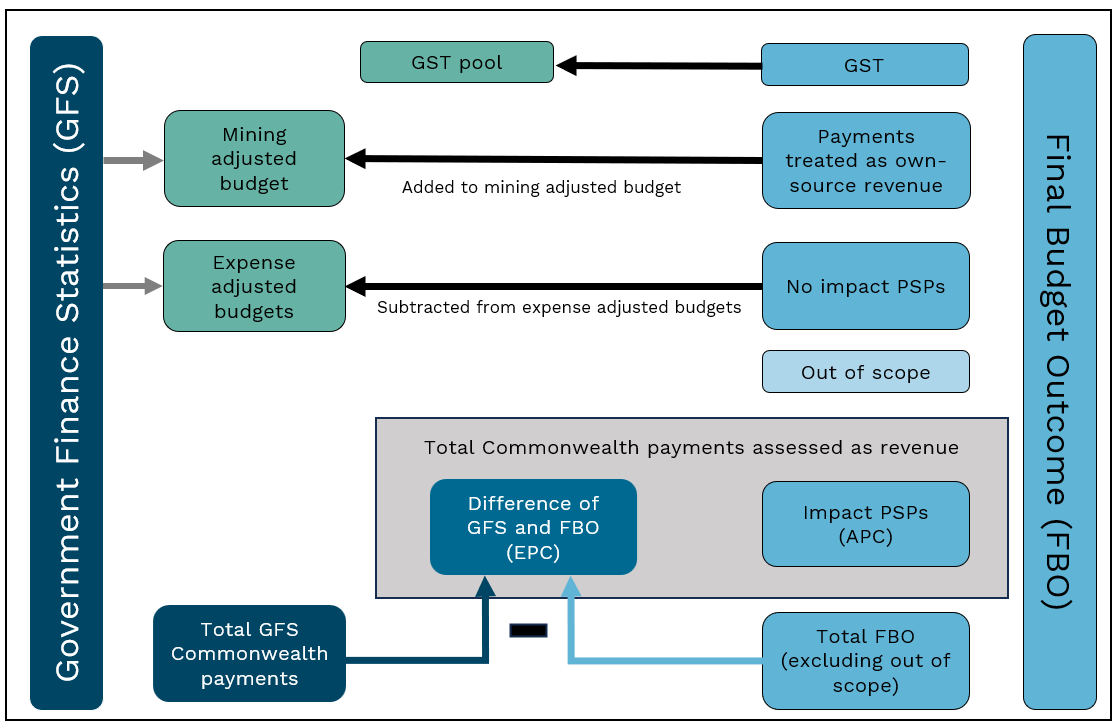 Government Finance Statistics (GFS)
GST pool
GST
Mining
adjusted
budget
Added to mining adjusted budget
Payments
treated as own-
source revenue
Expense
adjusted
budgets
Subtracted from expense adjusted budgets
No impact PSPs
Out of scope
Total Commonwealth payments assessed as revenue
Difference of
GFS and FBO
(EPC)
Impact PSPs
(APC)
Total GFS
Commonwealth
payments
Total FBO
(excluding out of
scope)
Final Budget Outcome (FBO)